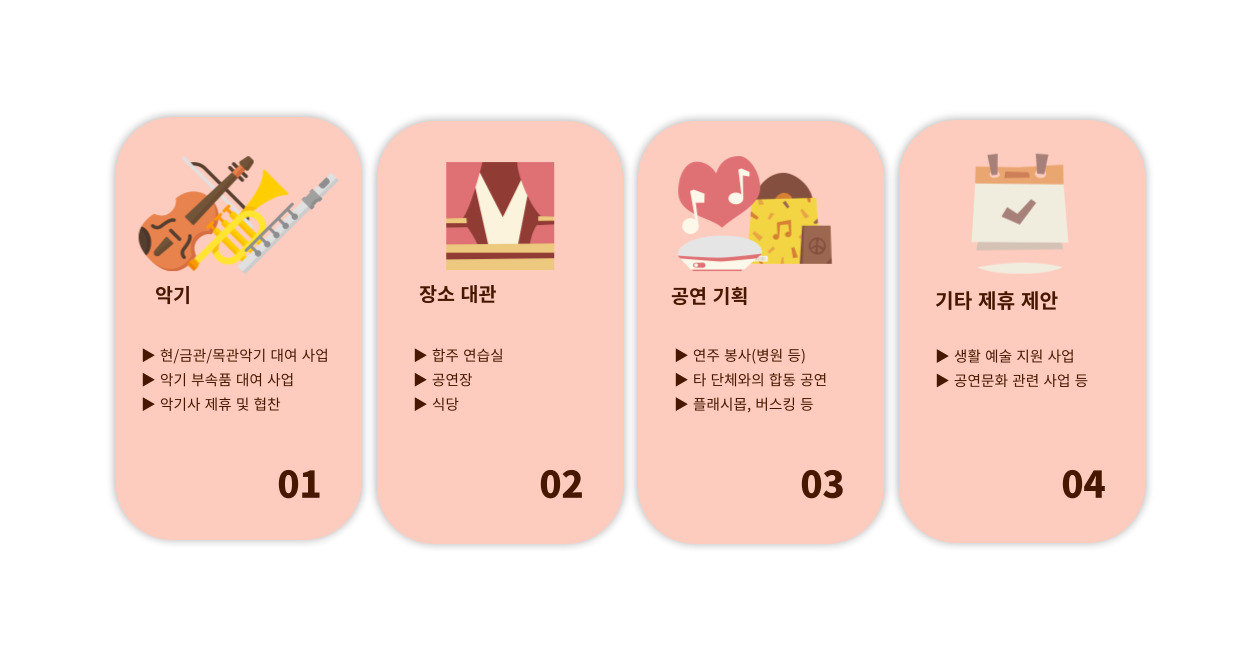 악기
▶ 현/금관/목관악기 대여 사업
▶ 악기 부속품 대여 사업
▶ 악기사 제휴 및 협찬
01
장소 대관
▶ 합주 연습실
▶ 공연장
▶ 식당
02
공연 기획
▶ 연주 봉사(병원 등)
▶ 타 단체와의 합동 공연
▶ 플래시몹, 버스킹 등
03
기타 제휴 제안
▶ 생활 예술 지원 사업
▶ 공연문화 관련 사업 등
04